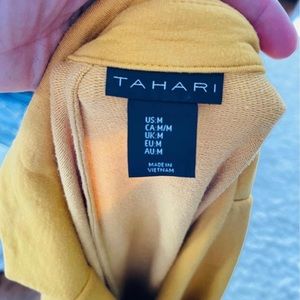 TAHARI
US:M
CA:M/M
UK:M
EU:M
AU:M
MADE IN
VIETNAM